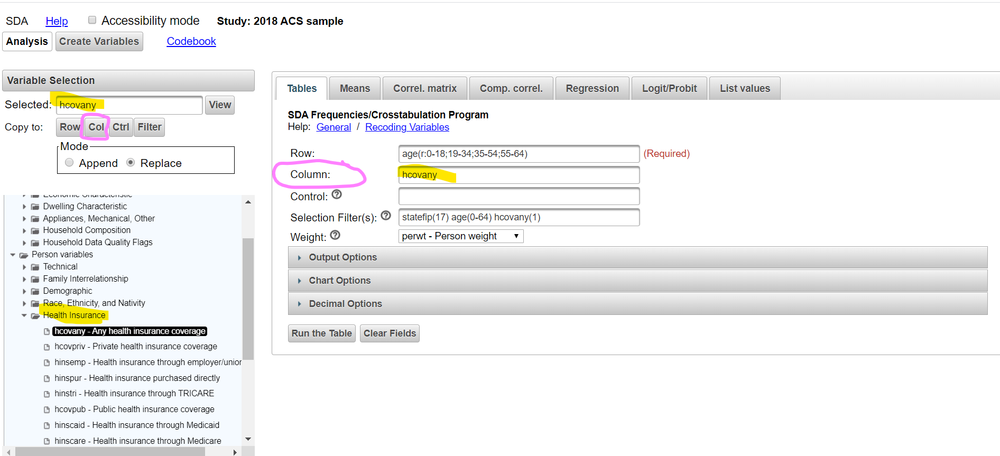 SDA Help Accessibility mode Study: 2018 ACS sample
Analysis Create Variables Codebook
Variable Selection
Selected: hcovany View
Copy to: Row Col Ctrl Filter
Mode
Append Replace
Economic Characteristic
Dwelling Characteristic
Appliances, Mechanical, Other
Household Composition
Household Data Quality Flags
Person variables
Technical
Family Interrelationship
Demographic
Race, Ethnicity, and Nativity
Health Insurance
hcovany - Any health insurance coverage
hcovpriv - Private health insurance coverage
hinsemp - Health insurance through employer/union
hinspur - Health insurance purchased directly
hinstri - Health insurance through TRICARE
hcovpub - Public health insurance coverage
hinscaid - Health insurance through Medicaid
hinscare - Health insurance through Medicare
Tables Means Correl. matrix Comp. correl. Regression Logit/Probit List values
SDA Frequencies/Crosstabulation Program
Help: General / Recoding Variables
Row: age(r:0-18;19-34;35-54;55-64) (Required)
Column: hcovany
Control: ?
Selection Filter(s): ? statefip(17) age(0-64) hcovany(1)
Weight: ? perwt - Person weight
Output Options
Chart Options
Decimal Options
Run the Table Clear Fields